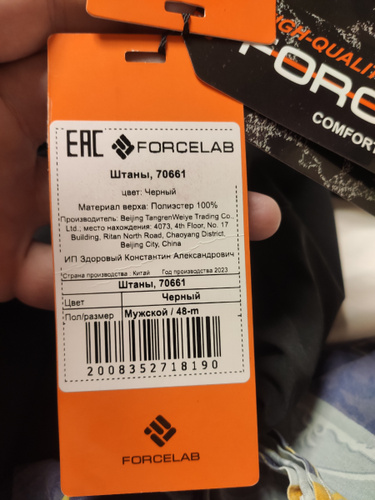 HIGH-QUALIT
FORC
COMFORT
EAC FORCELAB
Штаны, 70661
цвет: Черный
Материал верха: Полиэстер 100%
Производитель: Beijing TangrenWeiye Trading Co.
Ltd.; место нахождения: 4073, 4th Floor, No. 17
Building, Ritan North Road, Chaoyang District,
Beijing City, China
ИП Здоровый Константин Александрович
Страна производства : Китай Год производства 2023
Штаны, 70661
Цвет Черный
Пол/размер Мужской / 48-m
2008352718190
FORCELAB